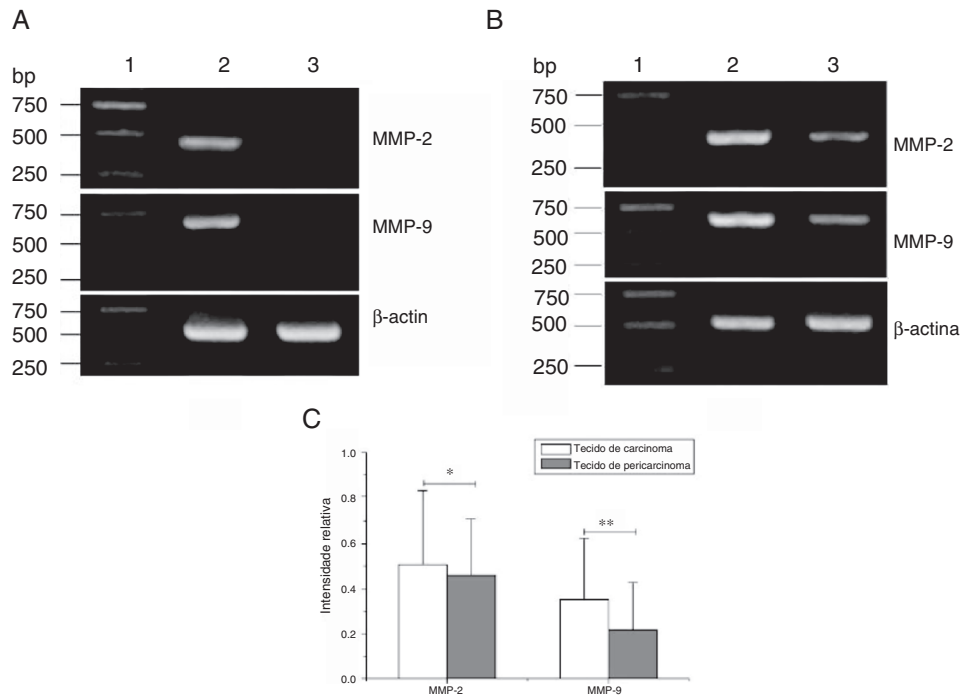 A
bp
1 2 3
750
500
250
MMP-2
750
500
250
MMP-9
750
500
250
β-actin
B
bp
1 2 3
750
500
250
MMP-2
750
500
250
MMP-9
750
500
250
β-actina
C
Intensidade relativa
1.0
0.8
0.6
0.4
0.2
0.0
Tecido de carcinoma
Tecido de pericarcinoma
*
**
MMP-2
MMP-9